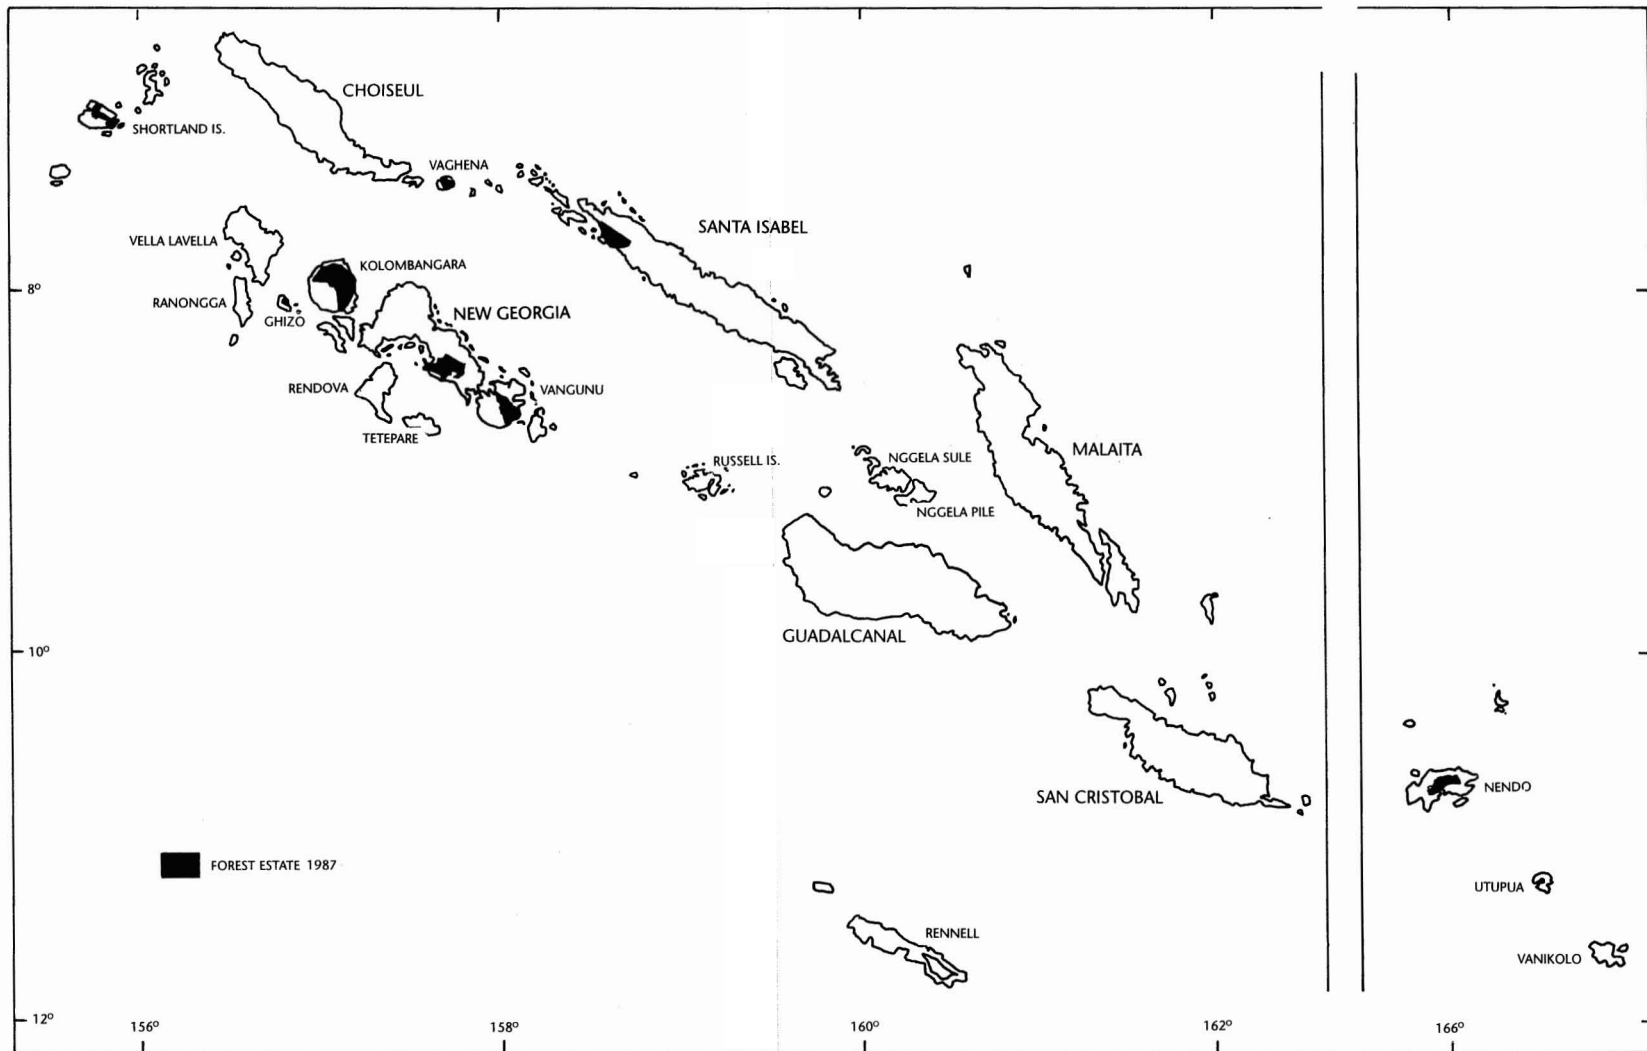 CHOISEUL
SHORTLAND IS.
VAGHENA
SANTA ISABEL
VELLA LAVELLA
KOLOMBANGARA
8°
RANONGGA
GHIZO
NEW GEORGIA
RENDOVA
VANGUNU
TETEPARE
MALAITA
RUSSELL IS.
NGGELA SULE
NGGELA PILE
GUADALCANAL
10°
SAN CRISTOBAL
NENDO
FOREST ESTATE 1987
UTUPUA
RENNELL
VANIKOLO
12°
156°
158°
160°
162°
166°